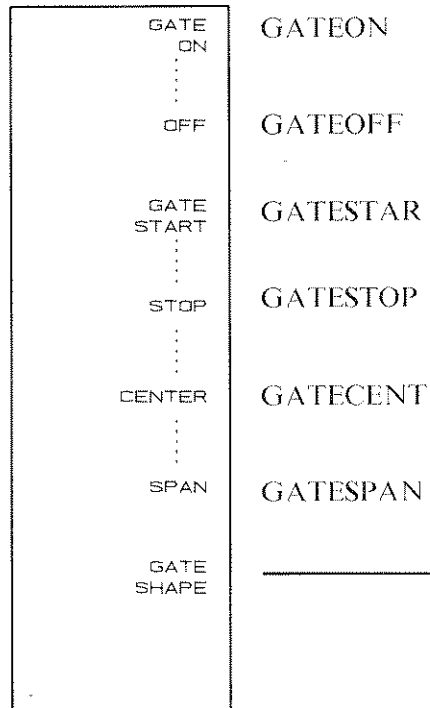 GATE
ON
GATEON
OFF
GATEOFF
GATE
START
GATESTAR
STOP
GATESTOP
CENTER
GATECENT
SPAN
GATESPAN
GATE
SHAPE